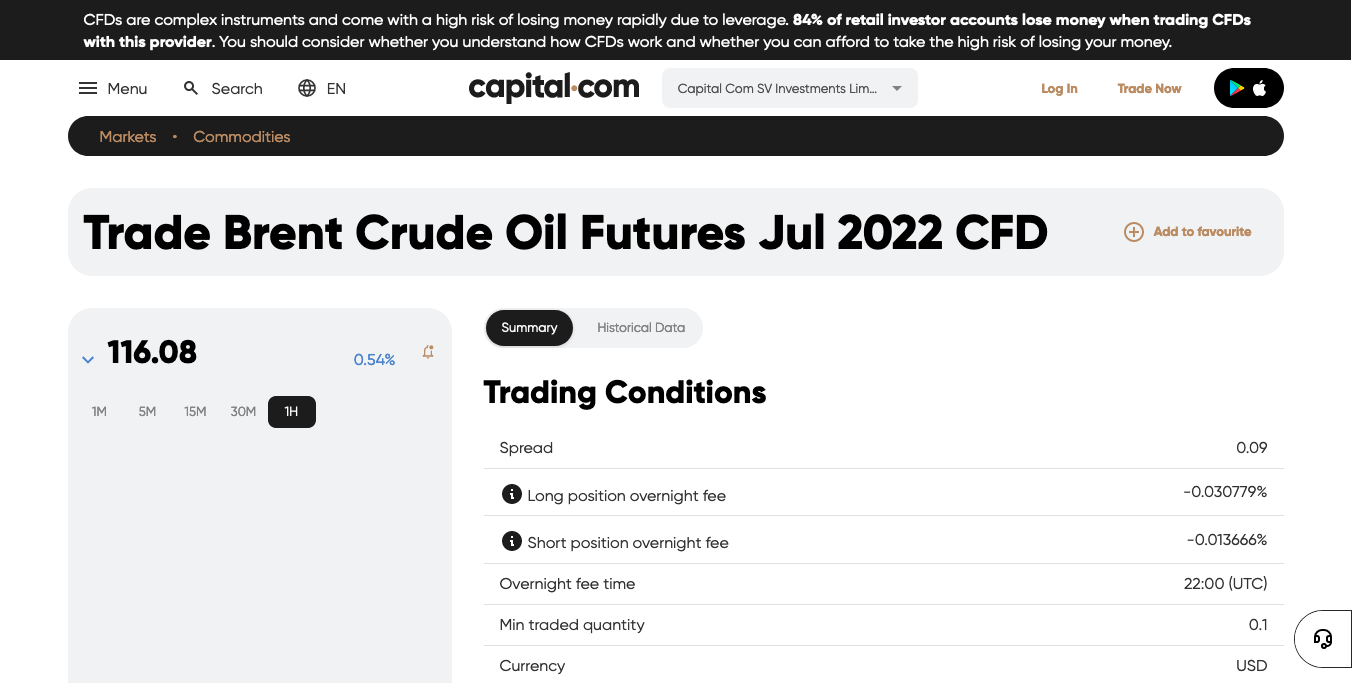 CFDs are complex instruments and come with a high risk of losing money rapidly due to leverage. 84% of retail investor accounts lose money when trading CFDs
with this provider. You should consider whether you understand how CFDs work and whether you can afford to take the high risk of losing your money.
Menu Search EN capital.com Capital Com SV Investments Lim... Log In Trade Now
Markets • Commodities
Trade Brent Crude Oil Futures Jul 2022 CFD Add to favourite
116.08 0.54%
1M 5M 15M 30M 1H
Summary Historical Data
Trading Conditions
Spread 0.09
Long position overnight fee -0.030779%
Short position overnight fee -0.013666%
Overnight fee time 22:00 (UTC)
Min traded quantity 0.1
Currency USD